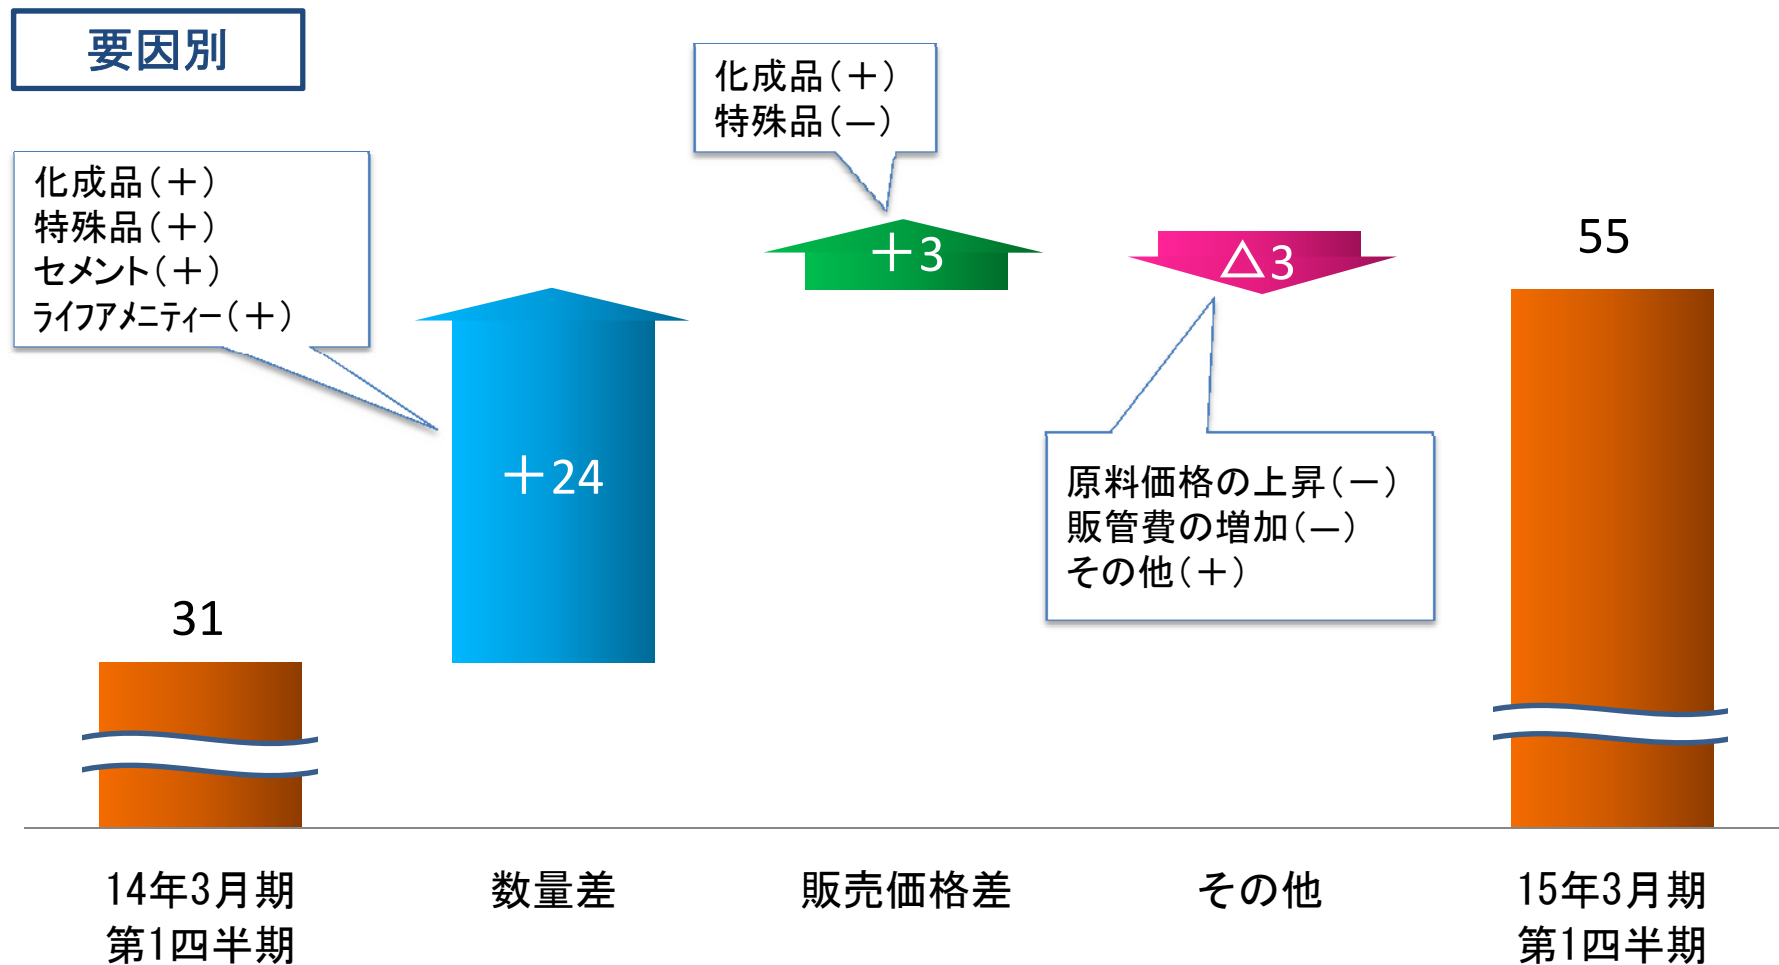 要因別
化成品(＋)
特殊品(－)
化成品(＋)
特殊品(＋)
セメント(＋)
ライフアメニティー(＋)
＋24
＋3
△3
原料価格の上昇(－)
販管費の増加(－)
その他(＋)
31
55
14年3月期
第1四半期
数量差
販売価格差
その他
15年3月期
第1四半期